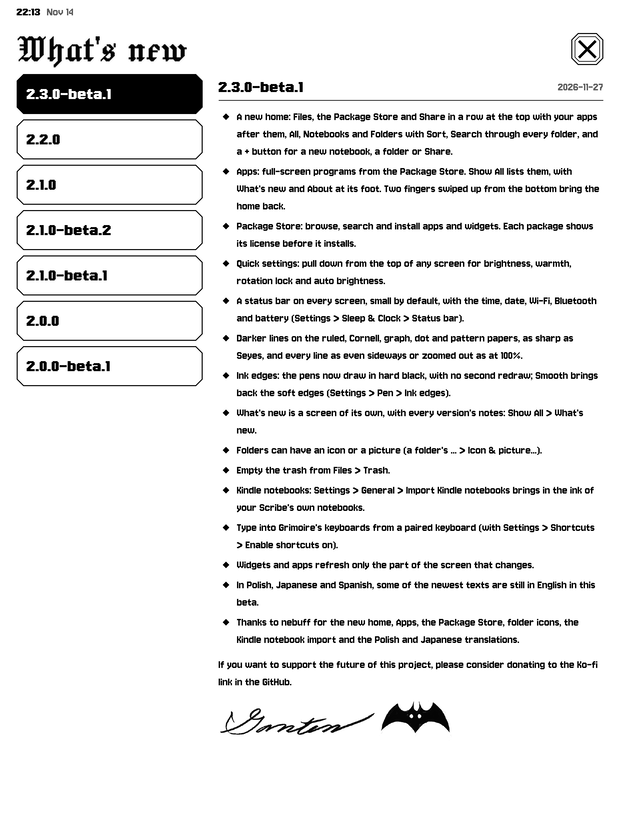 22:13 Nov 14
What's new
2.3.0-beta.1
2.2.0
2.1.0
2.1.0-beta.2
2.1.0-beta.1
2.0.0
2.0.0-beta.1
2.3.0-beta.1 2026-11-27
◆ A new home: Files, the Package Store and Share in a row at the top with your apps
after them, All, Notebooks and Folders with Sort, Search through every folder, and
a + button for a new notebook, a folder or Share.
◆ Apps: full-screen programs from the Package Store. Show All lists them, with
What's new and About at its foot. Two fingers swiped up from the bottom bring the
home back.
◆ Package Store: browse, search and install apps and widgets. Each package shows
its license before it installs.
◆ Quick settings: pull down from the top of any screen for brightness, warmth,
rotation lock and auto brightness.
◆ A status bar on every screen, small by default, with the time, date, Wi-Fi, Bluetooth
and battery (Settings > Sleep & Clock > Status bar).
◆ Darker lines on the ruled, Cornell, graph, dot and pattern papers, as sharp as
Seyes, and every line as even sideways or zoomed out as at 100%.
◆ Ink edges: the pens now draw in hard black, with no second redraw; Smooth brings
back the soft edges (Settings > Pen > Ink edges).
◆ What's new is a screen of its own, with every version's notes: Show All > What's
new.
◆ Folders can have an icon or a picture (a folder's ... > Icon & picture...).
◆ Empty the trash from Files > Trash.
◆ Kindle notebooks: Settings > General > Import Kindle notebooks brings in the ink of
your Scribe's own notebooks.
◆ Type into Grimoire's keyboards from a paired keyboard (with Settings > Shortcuts
> Enable shortcuts on).
◆ Widgets and apps refresh only the part of the screen that changes.
◆ In Polish, Japanese and Spanish, some of the newest texts are still in English in this
beta.
◆ Thanks to nebuff for the new home, Apps, the Package Store, folder icons, the
Kindle notebook import and the Polish and Japanese translations.
If you want to support the future of this project, please consider donating to the Ko-fi
link in the GitHub.